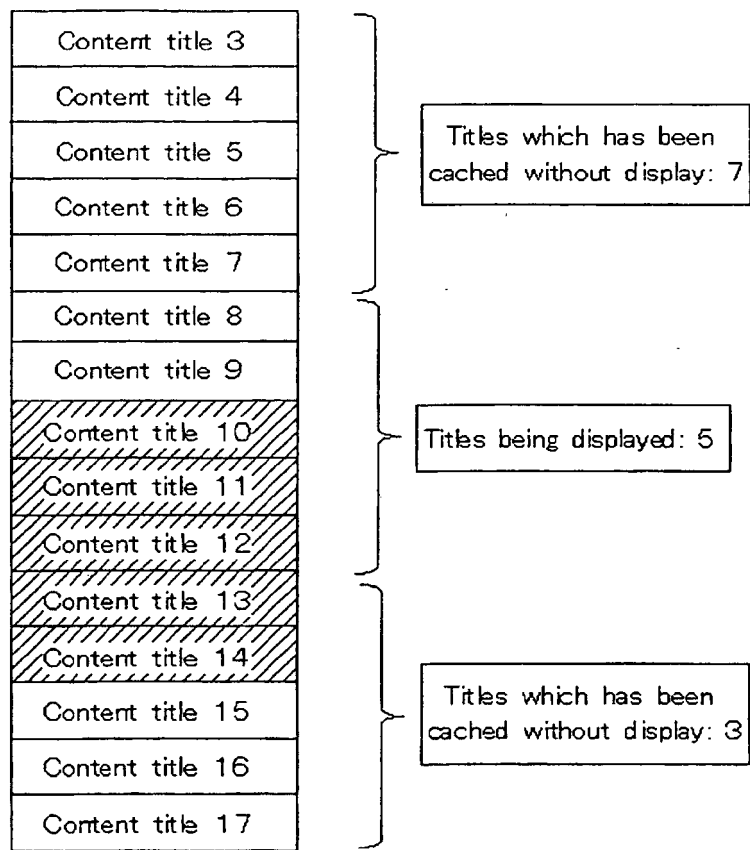 Content title 3
Content title 4
Content title 5
Content title 6
Content title 7
Content title 8
Content title 9
Content title 10
Content title 11
Content title 12
Content title 13
Content title 14
Content title 15
Content title 16
Content title 17
Titles which has been
cached without display: 7
Titles being displayed: 5
Titles which has been
cached without display: 3